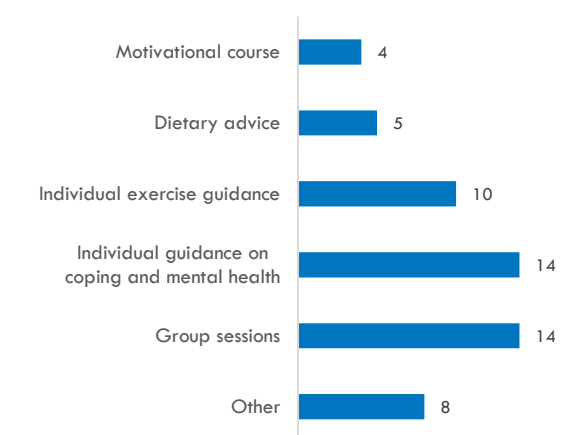 Motivational course 4
Dietary advice 5
Individual exercise guidance 10
Individual guidance on
coping and mental health 14
Group sessions 14
Other 8